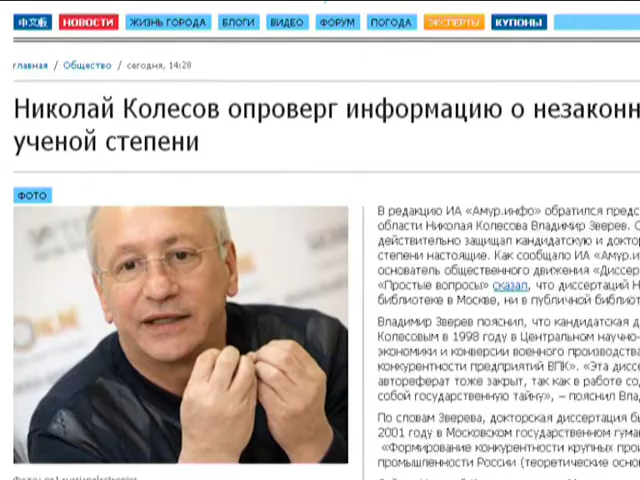 中文版 НОВОСТИ ЖИЗНЬ ГОРОДА БЛОГИ ВИДЕО ФОРУМ ПОГОДА ЭКСПЕРТЫ КУПОНЫ
главная / Общество / сегодня, 14:28
Николай Колесов опроверг информацию о незаконн
ученой степени
ФОТО
В редакцию ИА «Амур.инфо» обратился предс
области Николая Колесова Владимир Зверев. С
действительно защищал кандидатскую и докто
степени настоящие. Как сообщало ИА «Амур.и
основатель общественного движения «Диссер
«Простые вопросы» сказал, что диссертаций Н
библиотеке в Москве, ни в публичной библиот
Владимир Зверев пояснил, что кандидатская д
Колесовым в 1998 году в Центральном научно-
экономики и конверсии военного производства
конкурентности предприятий ВПК». «Эта дисс
автореферат тоже закрыт, так как в работе со
собой государственную тайну», – пояснил Вла
По словам Зверева, докторская диссертация бы
2001 году в Московском государственном гума
«Формирование конкурентности крупных прои
промышленности России (теоретические осно